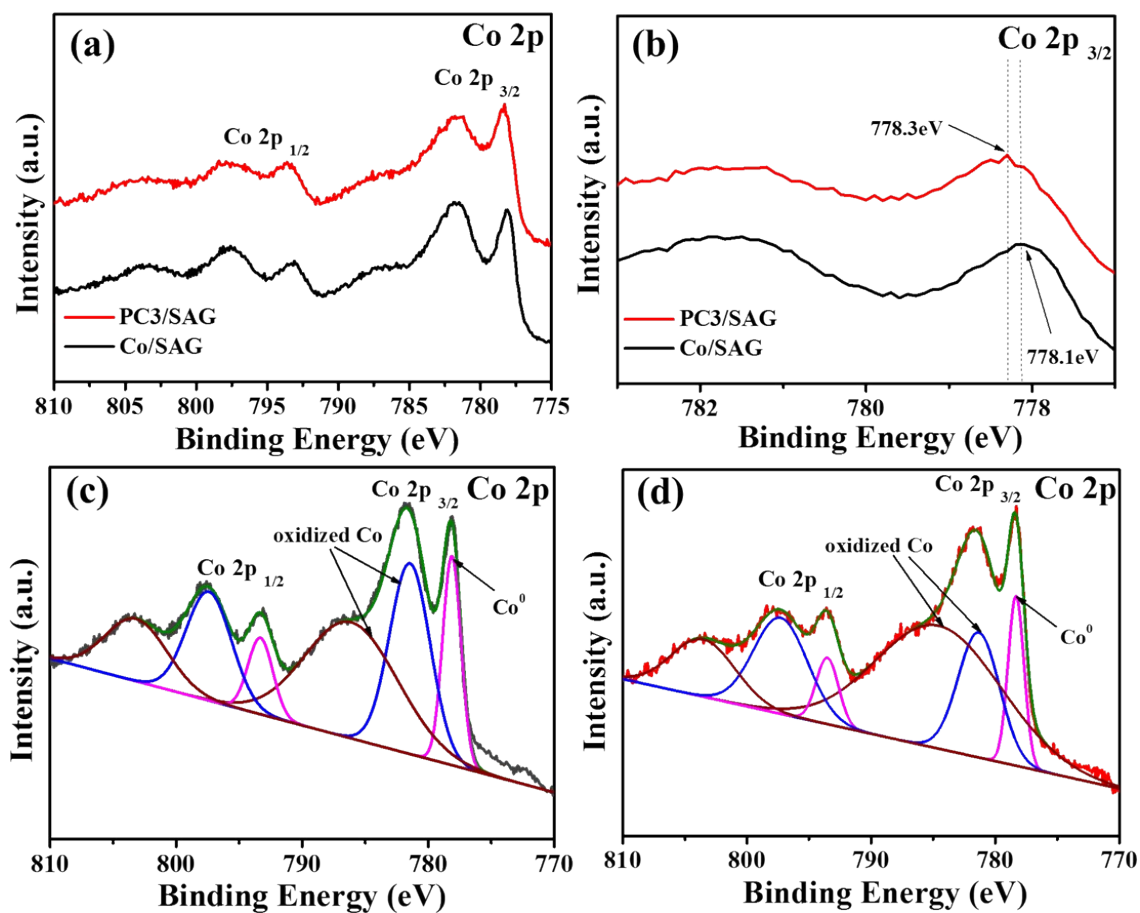 (a)
Co 2p
Co 2p 3/2
Co 2p 1/2
Intensity (a.u.)
PC3/SAG
Co/SAG
810 805 800 795 790 785 780 775
Binding Energy (eV)
(b)
Co 2p 3/2
778.3eV
Intensity (a.u.)
PC3/SAG
Co/SAG
778.1eV
782 780 778
Binding Energy (eV)
(c)
Co 2p 3/2
Co 2p
oxidized Co
Co 2p 1/2
Co⁰
Intensity (a.u.)
810 800 790 780 770
Binding Energy (eV)
(d)
Co 2p 3/2
Co 2p
oxidized Co
Co 2p 1/2
Co⁰
Intensity (a.u.)
810 800 790 780 770
Binding Energy (eV)